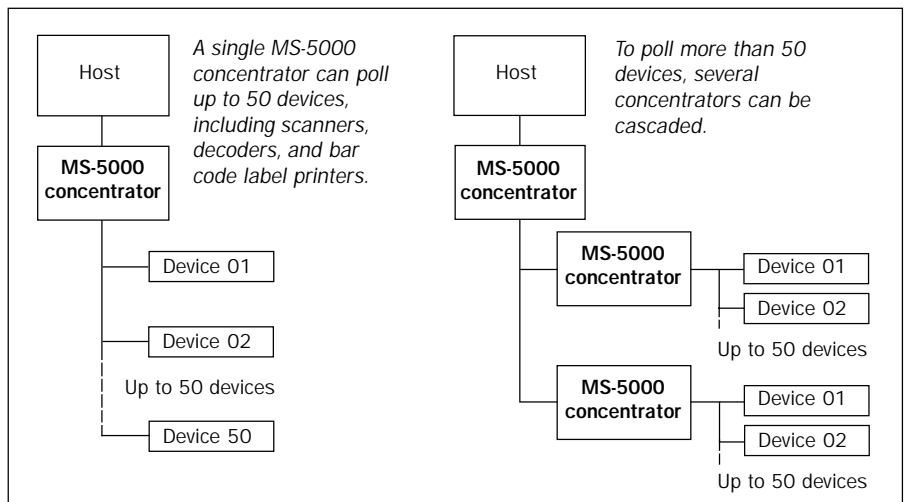 Host
A single MS-5000
concentrator can poll
up to 50 devices,
including scanners,
decoders, and bar
code label printers.
MS-5000
concentrator
Device 01
Device 02
Up to 50 devices
Device 50
Host
To poll more than 50
devices, several
concentrators can be
cascaded.
MS-5000
concentrator
MS-5000
concentrator
Device 01
Device 02
Up to 50 devices
MS-5000
concentrator
Device 01
Device 02
Up to 50 devices